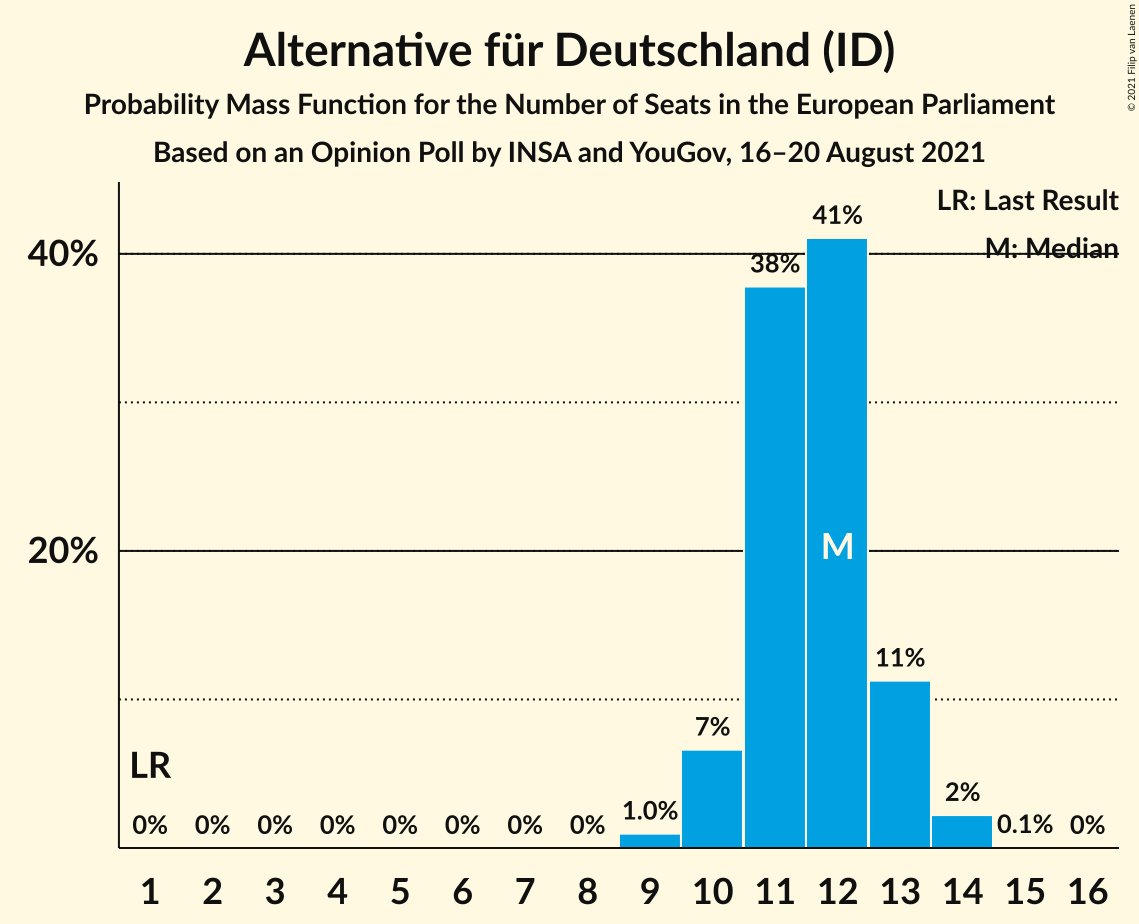 Alternative für Deutschland (ID)
Probability Mass Function for the Number of Seats in the European Parliament
Based on an Opinion Poll by INSA and YouGov, 16–20 August 2021
© 2021 Filip van Laenen
LR: Last Result
M: Median
40%
20%
41%
38%
M
11%
7%
LR
2%
0% 0% 0% 0% 0% 0% 0% 0% 1.0% 0.1% 0%
1 2 3 4 5 6 7 8 9 10 11 12 13 14 15 16